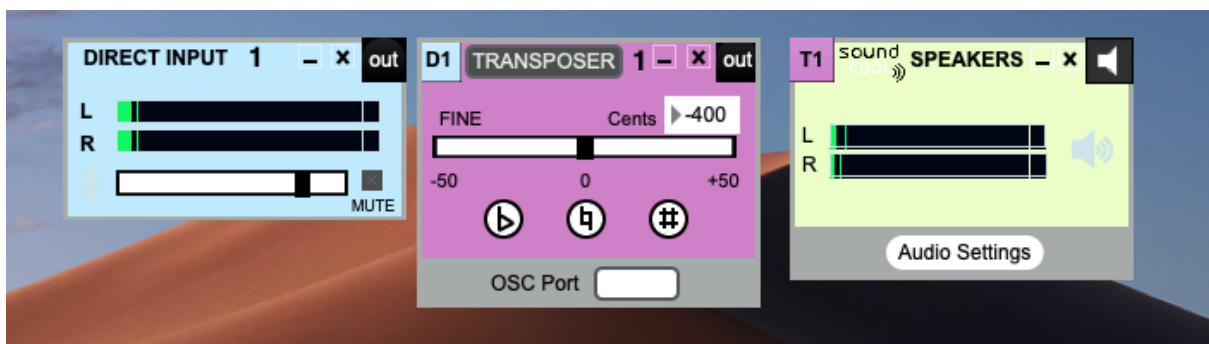 DIRECT INPUT 1 – x out
L
R
MUTE
D1 TRANSPOSER 1 – x out
FINE Cents -400
-50 0 +50
♭ ♮ #
OSC Port
T1 sound cool SPEAKERS – x
L
R
Audio Settings